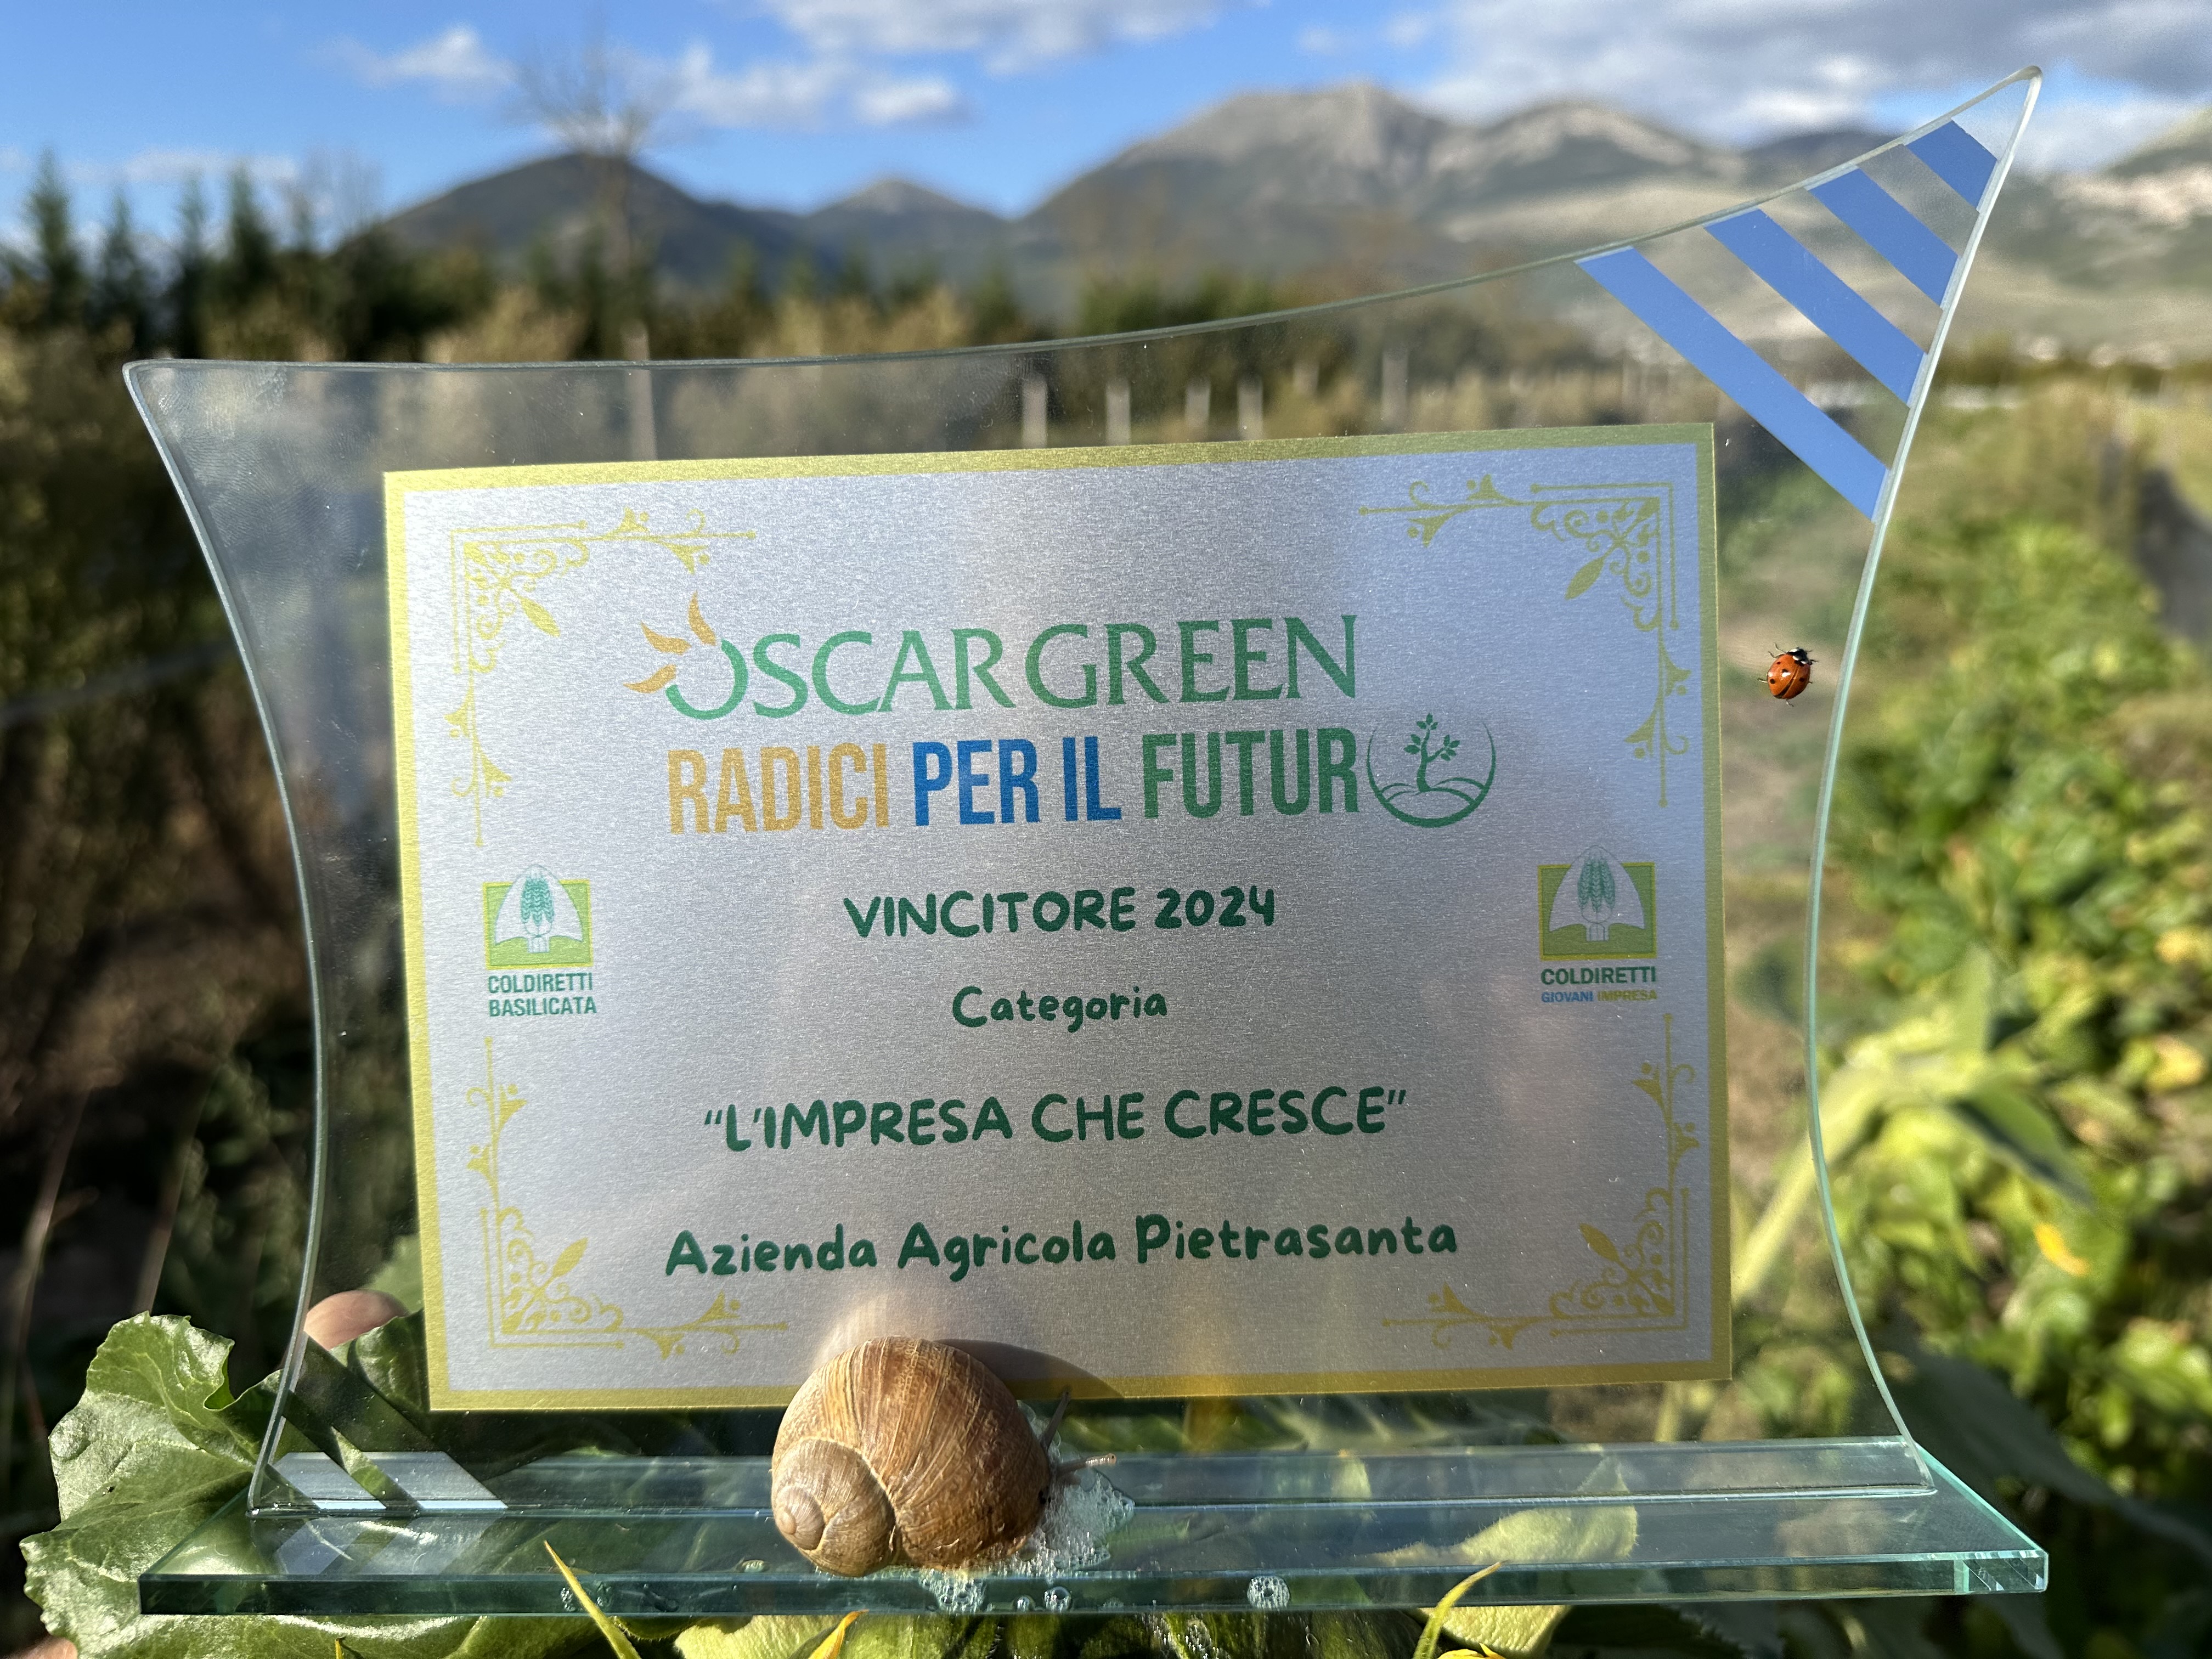 OSCAR GREEN
RADICI PER IL FUTURO
VINCITORE 2024
COLDIRETTI
BASILICATA
COLDIRETTI
GIOVANI IMPRESA
Categoria
“L’IMPRESA CHE CRESCE”
Azienda Agricola Pietrasanta